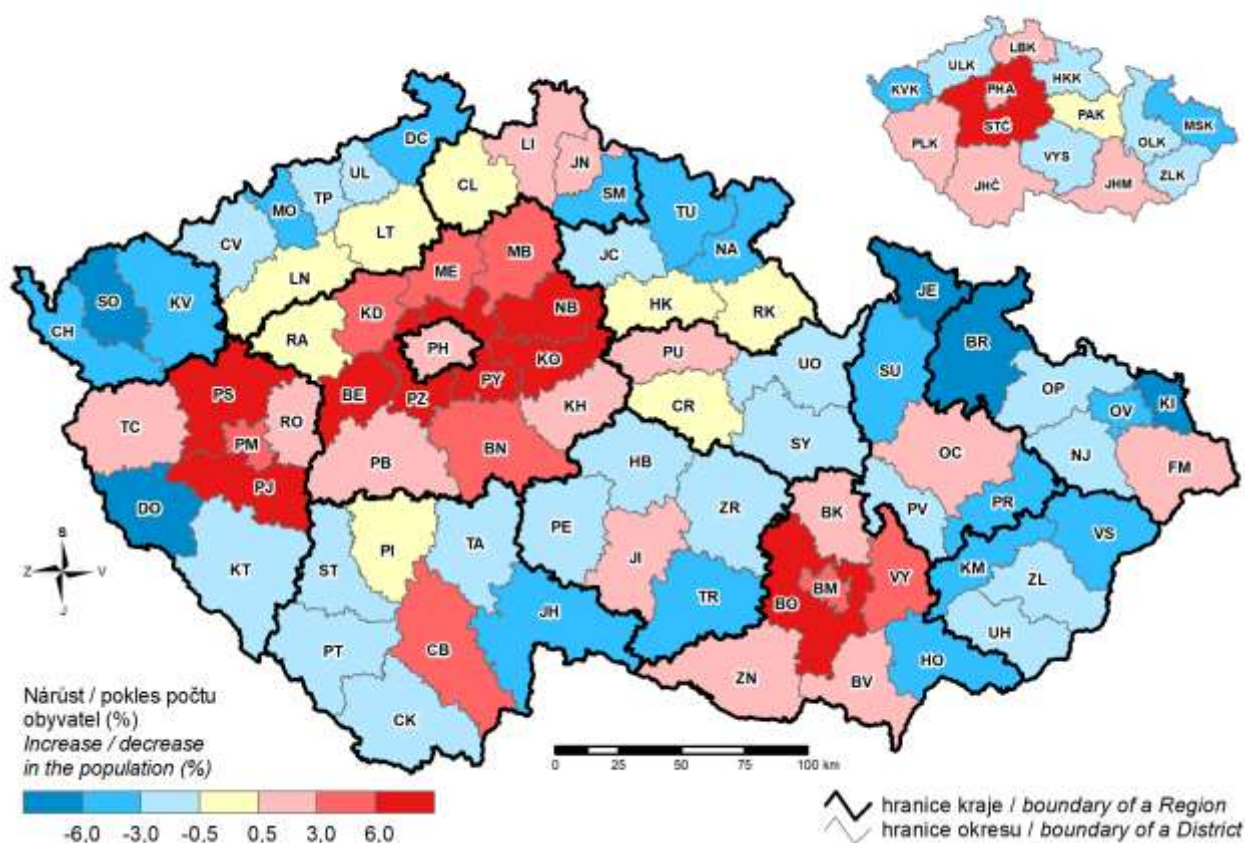 LBK
ULK
HKK
KVK
PHA
PAK
STČ
MSK
PLK
OLK
VYS
ZLK
JHČ
JHM
DC
LI
JN
UL
CL
SM
TP
MO
TU
LT
CV
NA
JC
MB
ME
LN
SO
KV
JE
NB
HK
RK
KD
CH
RA
PH
BR
PU
KO
UO
SU
OP
PS
BE
PZ
PY
KI
OV
CR
KH
TC
RO
PM
SY
OC
NJ
FM
PB
BN
HB
PJ
DO
PR
ZR
BK
PV
VS
PE
PI
TA
ST
KT
JI
KM
VY
ZL
BM
BO
TR
JH
UH
CB
PT
HO
ZN
BV
CK
S
Z V
J
Nárůst / pokles počtu
obyvatel (%)
Increase / decrease
in the population (%)
-6,0 -3,0 -0,5 0,5 3,0 6,0
0 25 50 75 100 km
hranice kraje / boundary of a Region
hranice okresu / boundary of a District